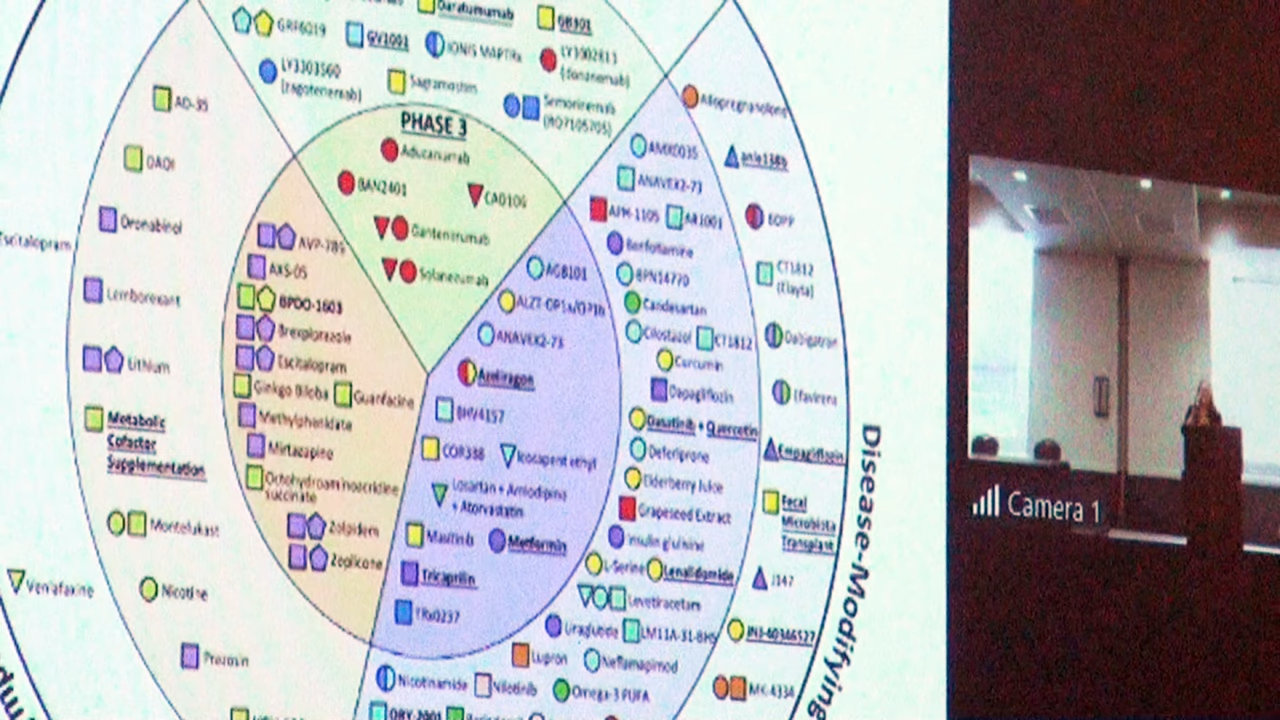 Daratumumab
GRF6019
GV1001
IONIS MAPTRx
GB301
LY3002813
(donanemab)
LY3303560
(zagotenemab)
Sagramostim
Semorinemab
(RO7105705)
PHASE 3
Aducanumab
BAN2401
CAD106
Gantenerumab
Solanezumab
AD-35
DAOI
Dronabinol
Escitalopram
Lemborexant
Lithium
Metabolic
Cofactor
Supplementation
Montelukast
Venlafaxine
Nicotine
Prazosin
AVP-786
AXS-05
BPDO-1603
Brexpiprazole
Escitalopram
Ginkgo Biloba
Guanfacine
Methylphenidate
Mirtazapine
Octohydroaminoacridine
succinate
Zolpidem
Zoplicone
AGB101
ALZT-OP1a/OP1b
ANAVEX2-73
Azeliragon
BHV4157
COR388
Icosapent ethyl
Losartan + Amlodipine
+ Atorvastatin
Masitinib
Metformin
Tricaprilin
TRx0237
AMX0035
ANAVEX2-73
APH-1105
AR1001
Benfotiamine
BPN14770
Candesartan
Cilostazol
CT1812
Curcumin
Dapagliflozin
Dasatinib + Quercetin
Deferiprone
Elderberry Juice
Grapeseed Extract
Insulin glulisine
L-Serine
Lenalidomide
Levetiracetam
Liraglutide
LM11A-31-BHS
Lupron
Neflamapimod
Nicotinamide
Nilotinib
Omega-3 PUFA
ORY-2001
Allopregnanolone
anle138b
BDPP
CT1812
(Elayta)
Dabigatran
Efavirenz
Empagliflozin
Fecal
Microbiota
Transplant
J147
JNJ-40346527
MK-4334
Disease-Modifying
Camera 1